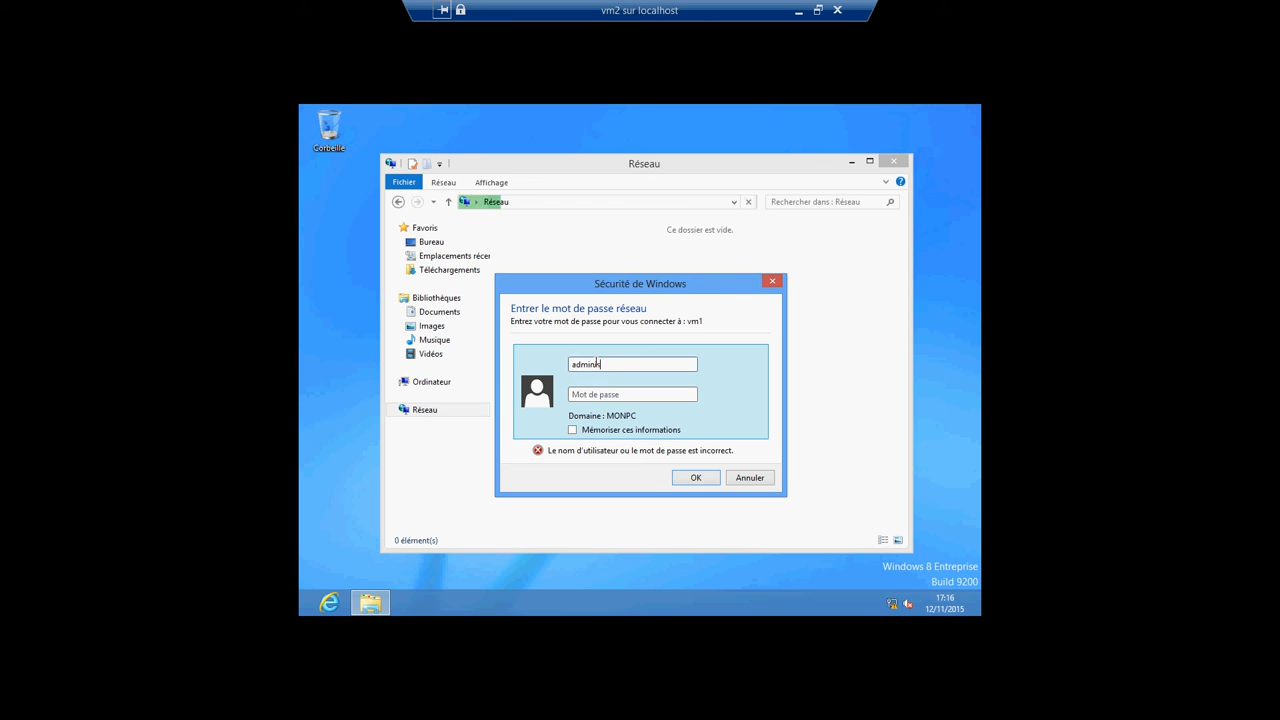 vm2 sur localhost
Corbeille
Réseau
Fichier Réseau Affichage
Réseau
Rechercher dans : Réseau
Favoris
Ce dossier est vide.
Bureau
Emplacements récer
Téléchargements
Sécurité de Windows
Bibliothèques
Entrer le mot de passe réseau
Documents
Entrez votre mot de passe pour vous connecter à : vm1
Images
Musique
Vidéos
Ordinateur
Mot de passe
Réseau
Domaine : MONPC
Mémoriser ces informations
Le nom d'utilisateur ou le mot de passe est incorrect.
OK Annuler
0 élément(s)
Windows 8 Entreprise
Build 9200
17:16
12/11/2015